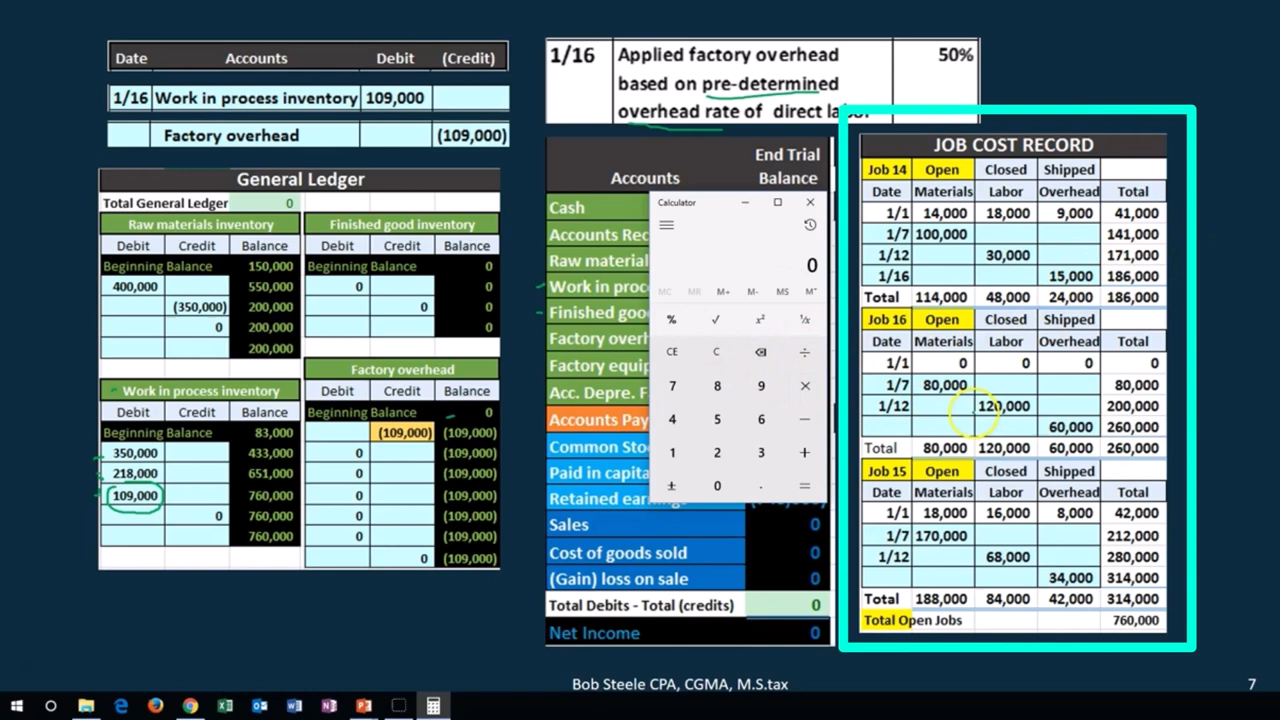 Date Accounts Debit (Credit)
1/16 Work in process inventory 109,000
Factory overhead (109,000)
1/16 Applied factory overhead 50%
based on pre-determined
overhead rate of direct
General Ledger
Total General Ledger 0
Raw materials inventory
Debit Credit Balance
Beginning Balance 150,000
400,000 550,000
(350,000) 200,000
0 200,000
200,000
Finished good inventory
Debit Credit Balance
Beginning Balance 0
0 0
0 0
0
Work in process inventory
Debit Credit Balance
Beginning Balance 83,000
350,000 433,000
218,000 651,000
109,000 760,000
0 760,000
760,000
Factory overhead
Debit Credit Balance
Beginning Balance 0
(109,000) (109,000)
0 (109,000)
0 (109,000)
0 (109,000)
0 (109,000)
0 (109,000)
0 (109,000)
End Trial
Accounts Balance
Cash
Accounts Rec
Raw material
Work in proc
Finished goo
Factory over
Factory equip
Acc. Depre. F
Accounts Pay
Common Sto
Paid in capita
Retained
Sales 0
Cost of goods sold 0
(Gain) loss on sale 0
Total Debits - Total (credits) 0
Net Income 0
Calculator
0
MC MR M+ M- MS M˅
% √ x² ¹/x
CE C ⌫ ÷
7 8 9 ×
4 5 6 −
1 2 3 +
± 0 . =
JOB COST RECORD
Job 14 Open Closed Shipped
Date Materials Labor Overhead Total
1/1 14,000 18,000 9,000 41,000
1/7 100,000 141,000
1/12 30,000 171,000
1/16 15,000 186,000
Total 114,000 48,000 24,000 186,000
Job 16 Open Closed Shipped
Date Materials Labor Overhead Total
1/1 0 0 0 0
1/7 80,000 80,000
1/12 120,000 200,000
60,000 260,000
Total 80,000 120,000 60,000 260,000
Job 15 Open Closed Shipped
Date Materials Labor Overhead Total
1/1 18,000 16,000 8,000 42,000
1/7 170,000 212,000
1/12 68,000 280,000
34,000 314,000
Total 188,000 84,000 42,000 314,000
Total Open Jobs 760,000
Bob Steele CPA, CGMA, M.S.tax 7